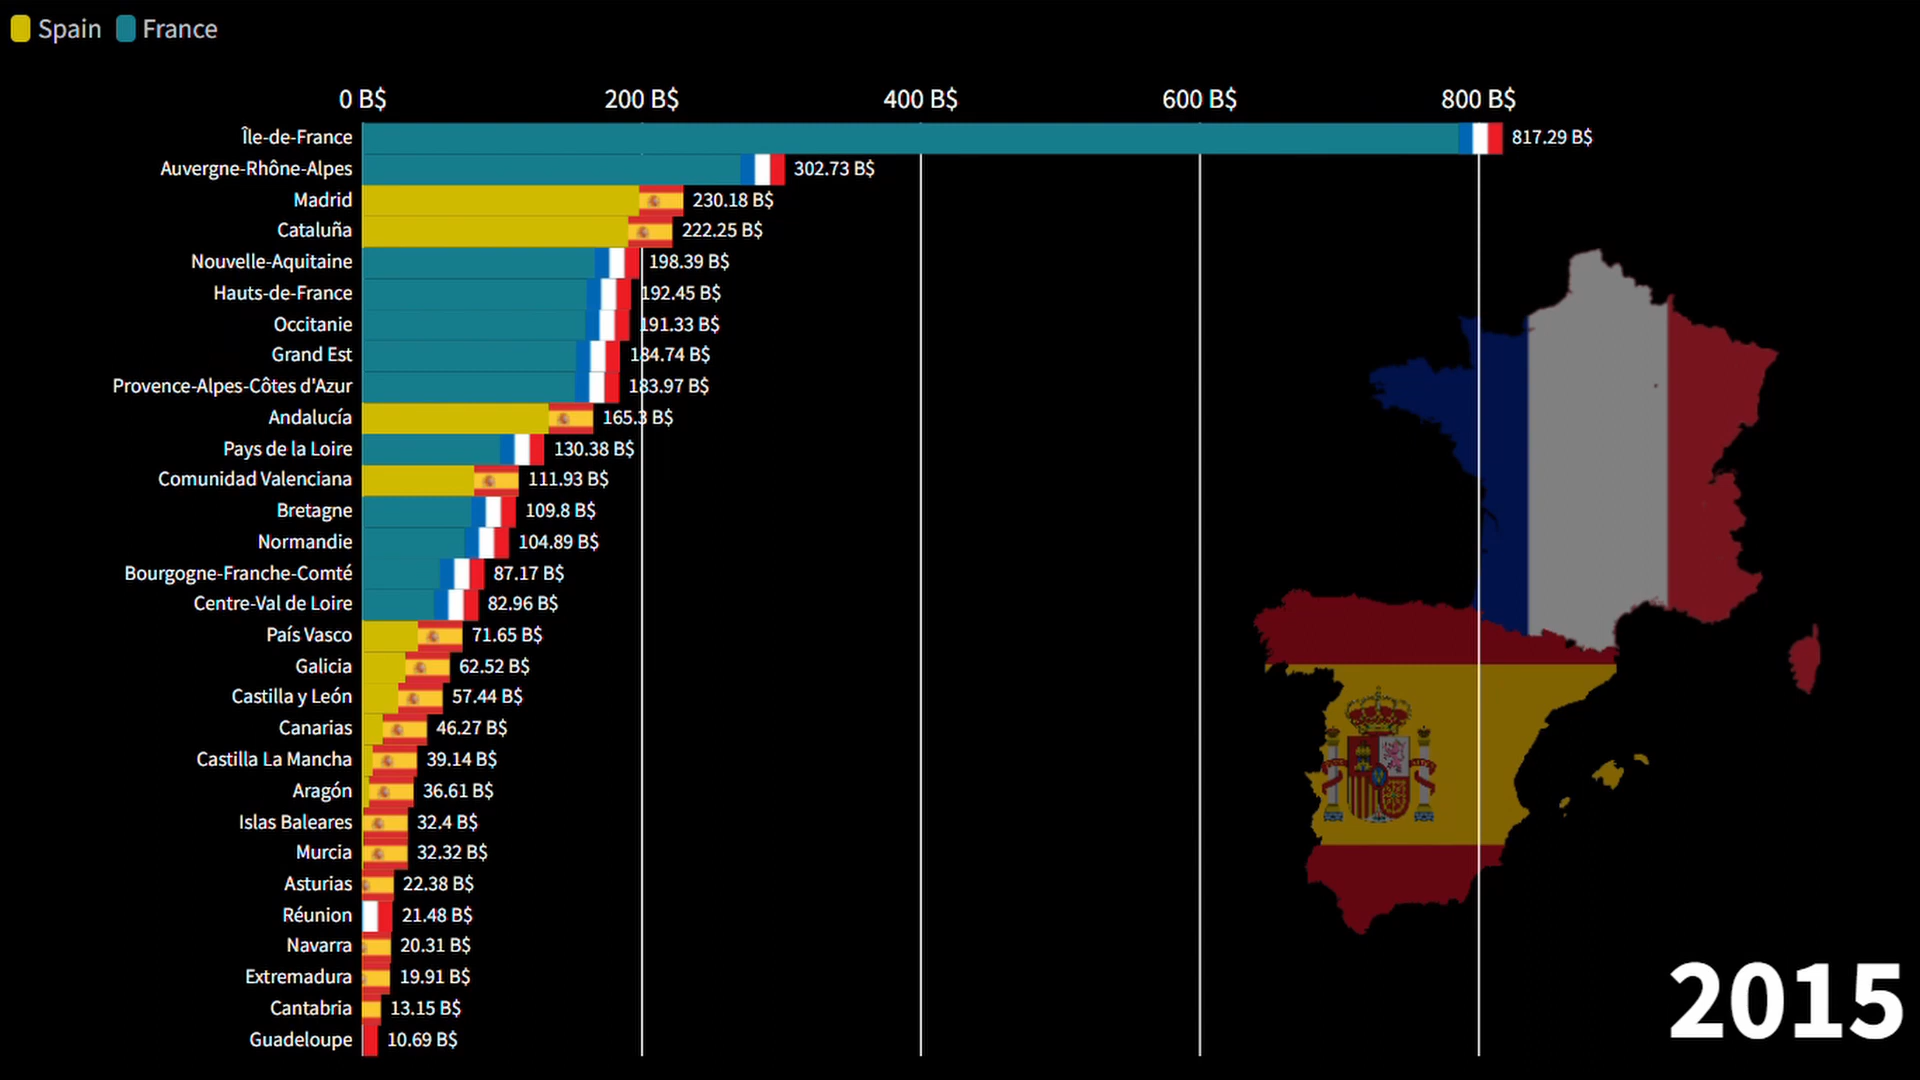 Spain France
0 B$ 200 B$ 400 B$ 600 B$ 800 B$
Île-de-France 817.29 B$
Auvergne-Rhône-Alpes 302.73 B$
Madrid 230.18 B$
Cataluña 222.25 B$
Nouvelle-Aquitaine 198.39 B$
Hauts-de-France 192.45 B$
Occitanie 191.33 B$
Grand Est 184.74 B$
Provence-Alpes-Côtes d'Azur 183.97 B$
Andalucía 165.3 B$
Pays de la Loire 130.38 B$
Comunidad Valenciana 111.93 B$
Bretagne 109.8 B$
Normandie 104.89 B$
Bourgogne-Franche-Comté 87.17 B$
Centre-Val de Loire 82.96 B$
País Vasco 71.65 B$
Galicia 62.52 B$
Castilla y León 57.44 B$
Canarias 46.27 B$
Castilla La Mancha 39.14 B$
Aragón 36.61 B$
Islas Baleares 32.4 B$
Murcia 32.32 B$
Asturias 22.38 B$
Réunion 21.48 B$
Navarra 20.31 B$
Extremadura 19.91 B$
Cantabria 13.15 B$
Guadeloupe 10.69 B$
2015